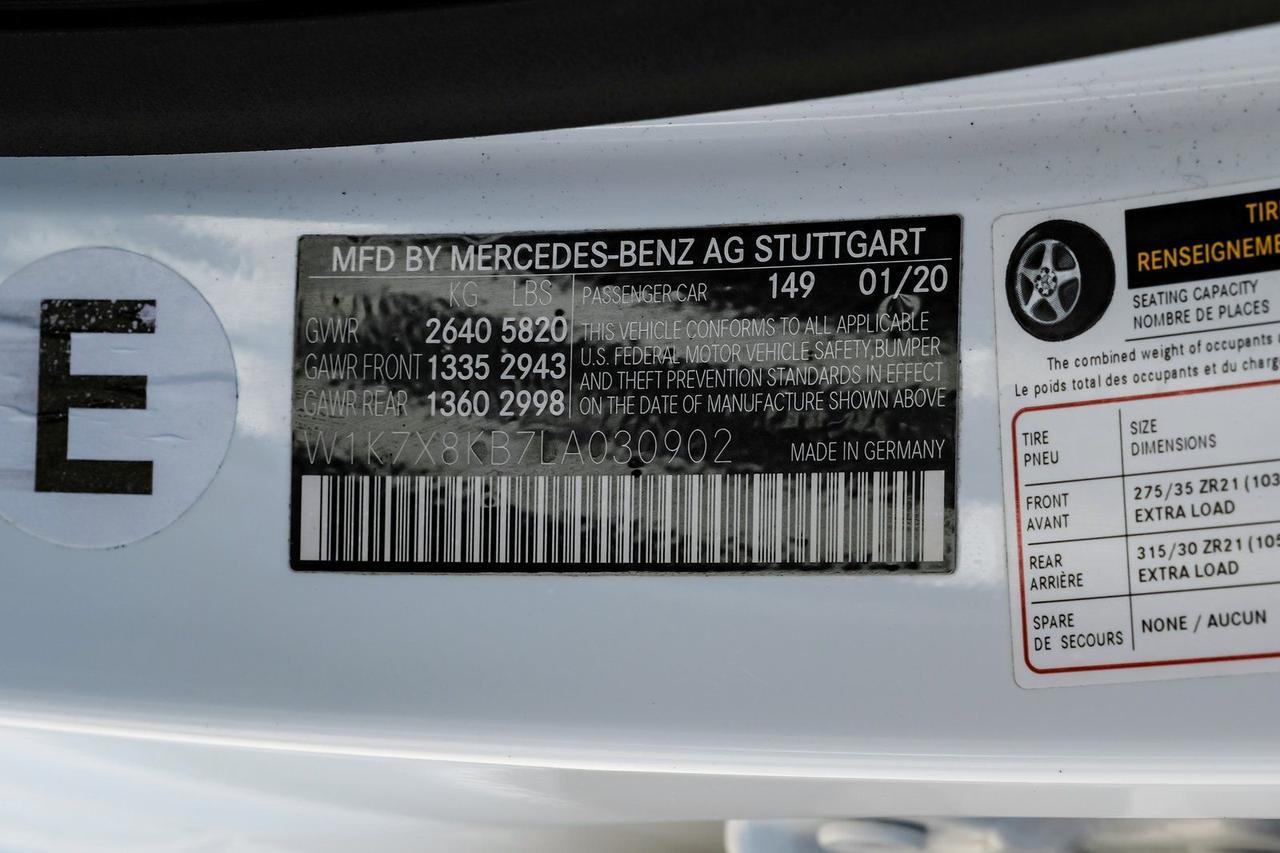 E
MFD BY MERCEDES-BENZ AG STUTTGART
KG LBS PASSENGER CAR 149 01/20
GVWR 2640 5820 THIS VEHICLE CONFORMS TO ALL APPLICABLE
GAWR FRONT 1335 2943 U.S. FEDERAL MOTOR VEHICLE SAFETY, BUMPER
AND THEFT PREVENTION STANDARDS IN EFFECT
GAWR REAR 1360 2998 ON THE DATE OF MANUFACTURE SHOWN ABOVE
W1K7X8KB7LA030902 MADE IN GERMANY
TIR
RENSEIGNEME
SEATING CAPACITY
NOMBRE DE PLACES
The combined weight of occupants
Le poids total des occupants et du charg
TIRE
PNEU
SIZE
DIMENSIONS
FRONT
AVANT
275/35 ZR21 (103
EXTRA LOAD
REAR
ARRIÈRE
315/30 ZR21 (105
EXTRA LOAD
SPARE
DE SECOURS
NONE / AUCUN